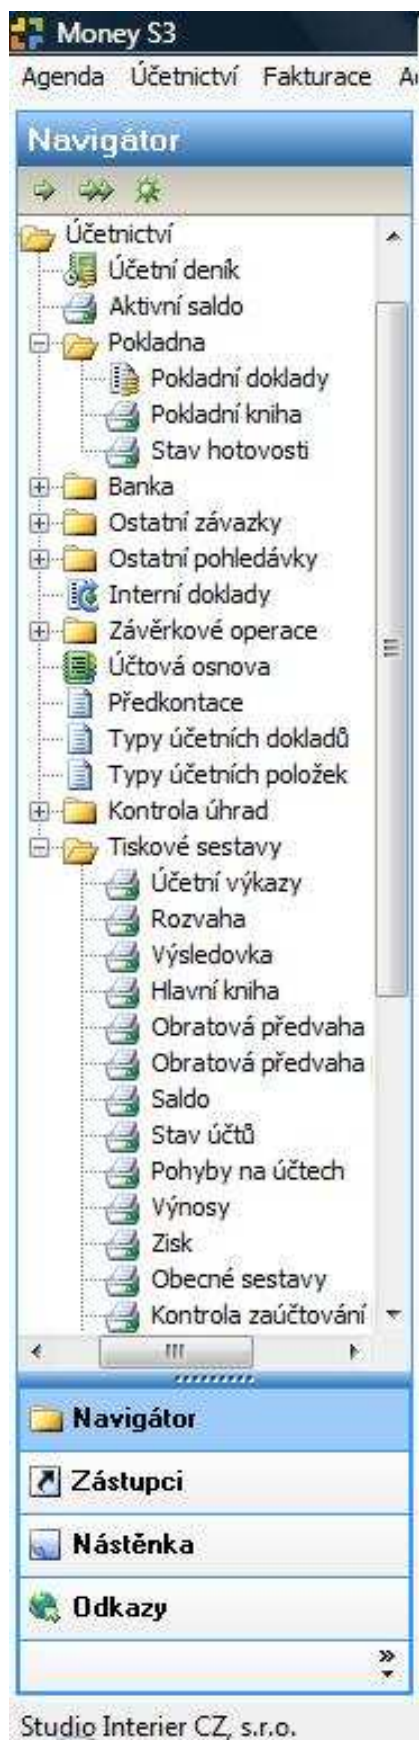 Money S3
Agenda Účetnictví Fakturace
Navigátor
Účetnictví
Účetní deník
Aktivní saldo
Pokladna
Pokladní doklady
Pokladní kniha
Stav hotovosti
Banka
Ostatní závazky
Ostatní pohledávky
Interní doklady
Závěrkové operace
Účtová osnova
Předkontace
Typy účetních dokladů
Typy účetních položek
Kontrola úhrad
Tiskové sestavy
Účetní výkazy
Rozvaha
Výsledovka
Hlavní kniha
Obratová předvaha
Obratová předvaha
Saldo
Stav účtů
Pohyby na účtech
Výnosy
Zisk
Obecné sestavy
Kontrola zaúčtování
Navigátor
Zástupci
Nástěnka
Odkazy
Studio Interier CZ, s.r.o.